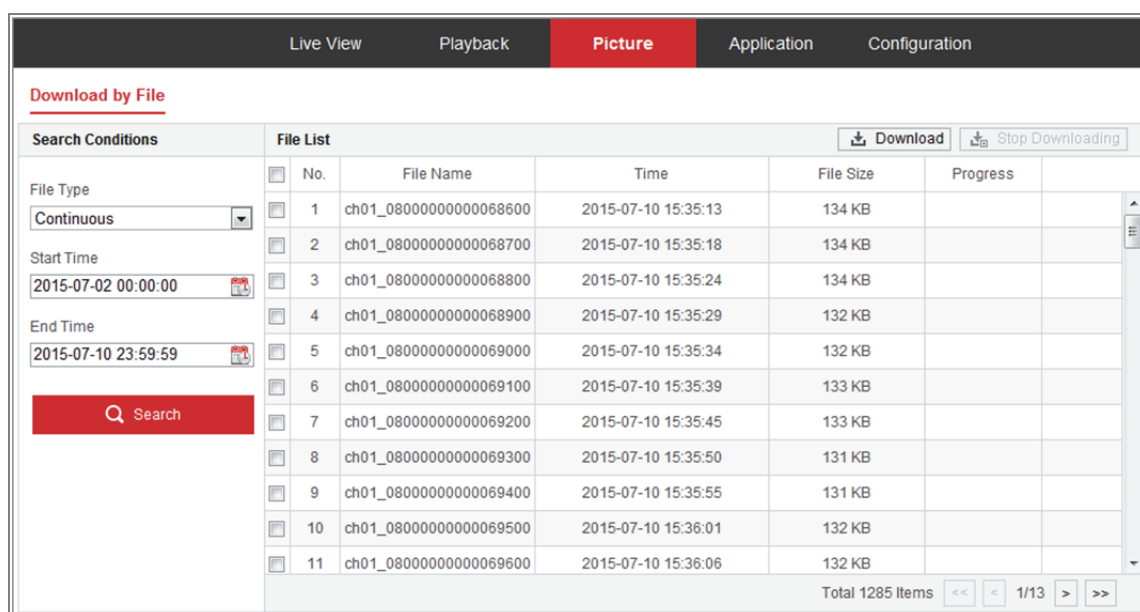 Live View Playback Picture Application Configuration
Download by File
Search Conditions
File Type
Continuous
Start Time
2015-07-02 00:00:00
End Time
2015-07-10 23:59:59
Search
File List Download Stop Downloading
No. File Name Time File Size Progress
1 ch01_08000000000068600 2015-07-10 15:35:13 134 KB
2 ch01_08000000000068700 2015-07-10 15:35:18 134 KB
3 ch01_08000000000068800 2015-07-10 15:35:24 134 KB
4 ch01_08000000000068900 2015-07-10 15:35:29 132 KB
5 ch01_08000000000069000 2015-07-10 15:35:34 132 KB
6 ch01_08000000000069100 2015-07-10 15:35:39 133 KB
7 ch01_08000000000069200 2015-07-10 15:35:45 133 KB
8 ch01_08000000000069300 2015-07-10 15:35:50 131 KB
9 ch01_08000000000069400 2015-07-10 15:35:55 131 KB
10 ch01_08000000000069500 2015-07-10 15:36:01 132 KB
11 ch01_08000000000069600 2015-07-10 15:36:06 132 KB
Total 1285 Items << < 1/13 > >>